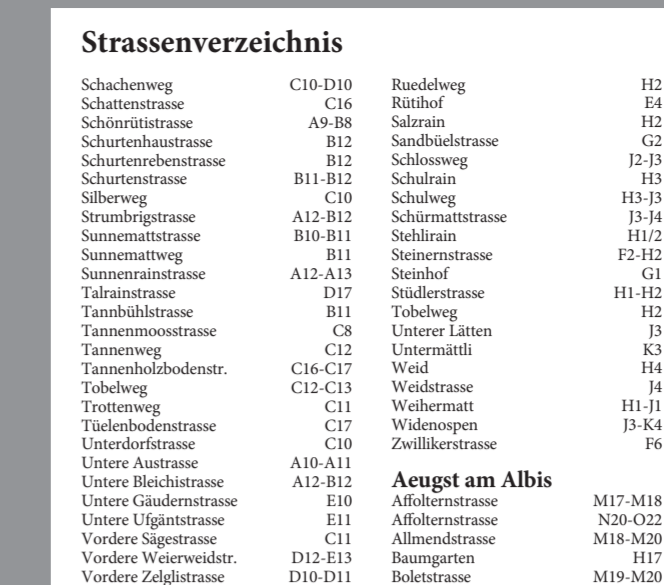 Strassenverzeichnis
Schachenweg C10-D10
Schattenstrasse C16
Schönrütistrasse A9-B8
Schurtenhaustrasse B12
Schurtenrebenstrasse B12
Schurtenstrasse B11-B12
Silberweg C10
Strumbrigstrasse A12-B12
Sunnemattstrasse B10-B11
Sunnemattweg B11
Sunnenrainstrasse A12-A13
Talrainstrasse D17
Tannbühlstrasse B11
Tannenmoosstrasse C8
Tannenweg C12
Tannenholzbodenstr. C16-C17
Tobelweg C12-C13
Trottenweg C11
Tüelenbodenstrasse C17
Unterdorfstrasse C10
Untere Austrasse A10-A11
Untere Bleichistrasse A12-B12
Untere Gäudernstrasse E10
Untere Ufgäntstrasse E11
Vordere Sägestrasse C11
Vordere Weierweidstr. D12-E13
Vordere Zelglistrasse D10-D11
Ruedelweg H2
Rütihof E4
Salzrain H2
Sandbüelstrasse G2
Schlossweg J2-J3
Schulrain H3
Schulweg H3-J3
Schürmattstrasse J3-J4
Stehlirain H1/2
Steinernstrasse F2-H2
Steinhof G1
Stüdlerstrasse H1-H2
Tobelweg H2
Unterer Lätten J3
Untermättli K3
Weid H4
Weidstrasse J4
Weihermatt H1-J1
Widenospen J3-K4
Zwillikerstrasse F6
Aeugst am Albis
Affolternstrasse M17-M18
Affolternstrasse N20-O22
Allmendstrasse M18-M20
Baumgarten H17
Boletstrasse M19-M20